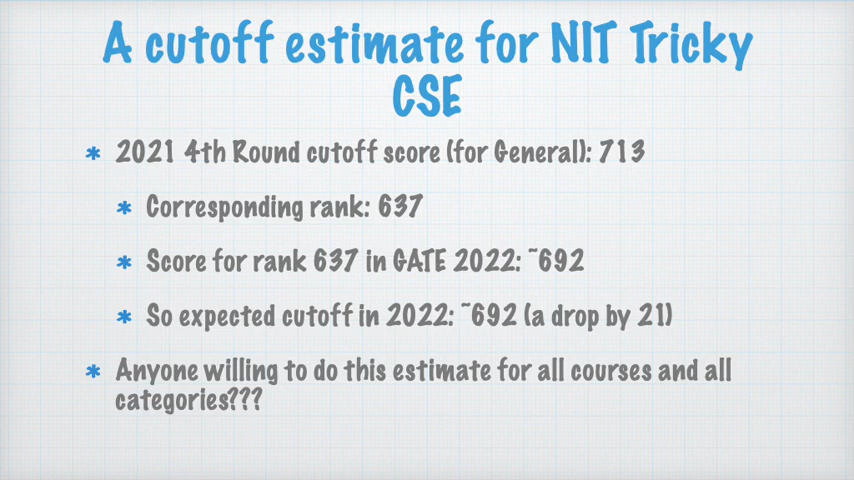 A cutoff estimate for NIT Tricky
CSE
* 2021 4th Round cutoff score (for General): 713
* Corresponding rank: 637
* Score for rank 637 in GATE 2022: ~692
* So expected cutoff in 2022: ~692 (a drop by 21)
* Anyone willing to do this estimate for all courses and all
categories???